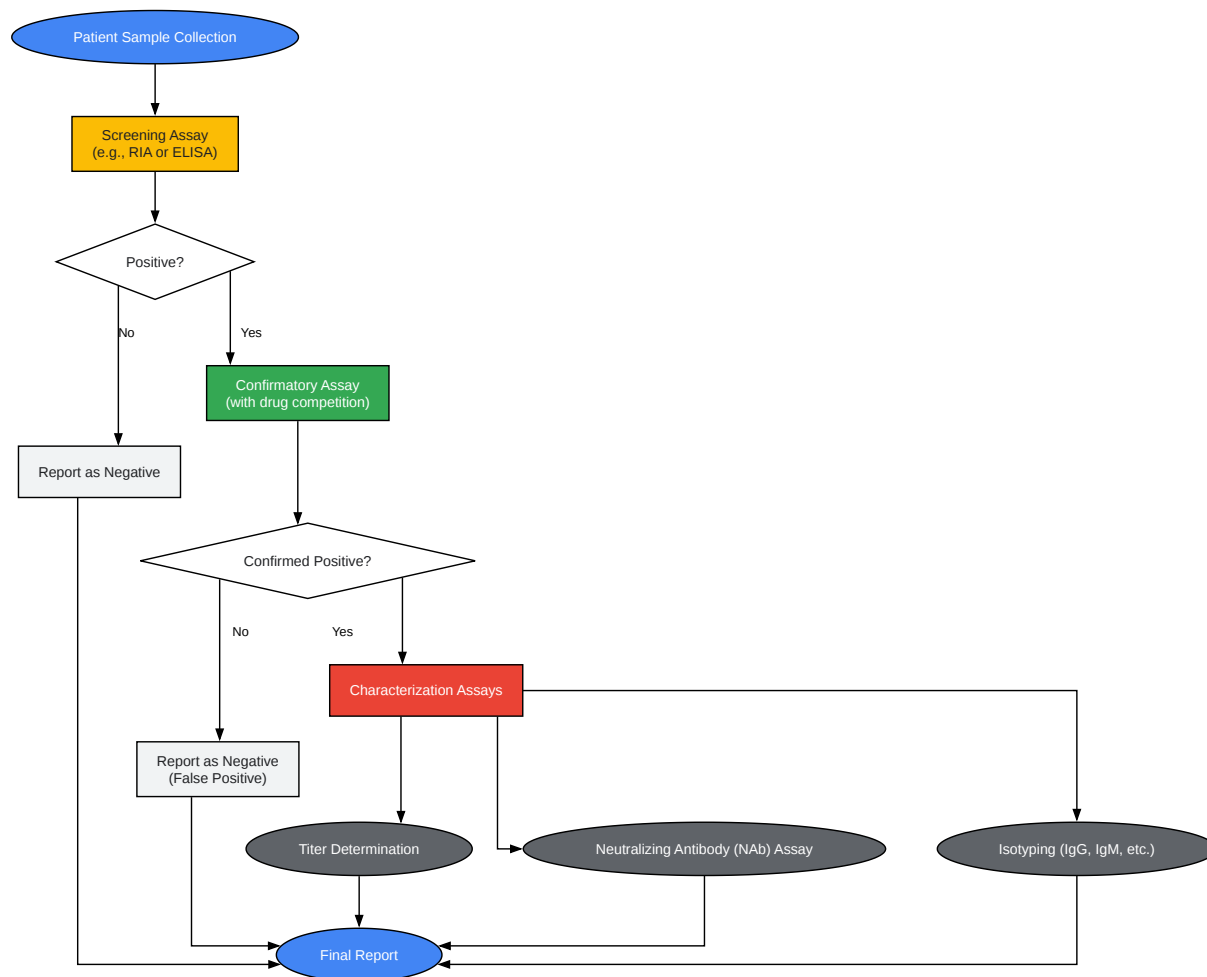 Patient Sample Collection
Screening Assay
(e.g., RIA or ELISA)
Positive?
No
Yes
Confirmatory Assay
(with drug competition)
Report as Negative
Confirmed Positive?
No
Yes
Characterization Assays
Report as Negative
(False Positive)
Titer Determination
Neutralizing Antibody (NAb) Assay
Isotyping (IgG, IgM, etc.)
Final Report